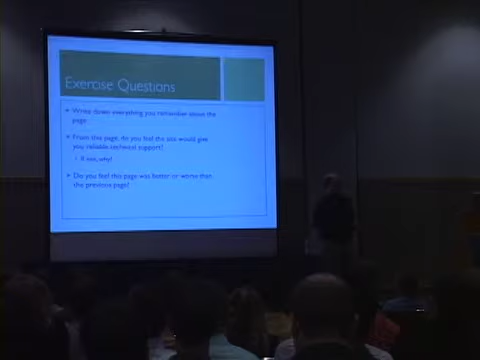 Exercise Questions
Write down everything you remember about the
page
From this page, do you feel the site would give
you reliable technical support?
If not, why?
Do you feel this page was better or worse than
the previous page?